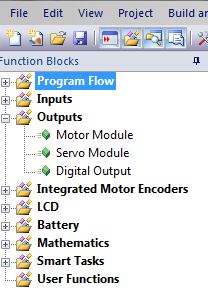 File Edit View Project Build an
Function Blocks
Program Flow
Inputs
Outputs
Motor Module
Servo Module
Digital Output
Integrated Motor Encoders
LCD
Battery
Mathematics
Smart Tasks
User Functions